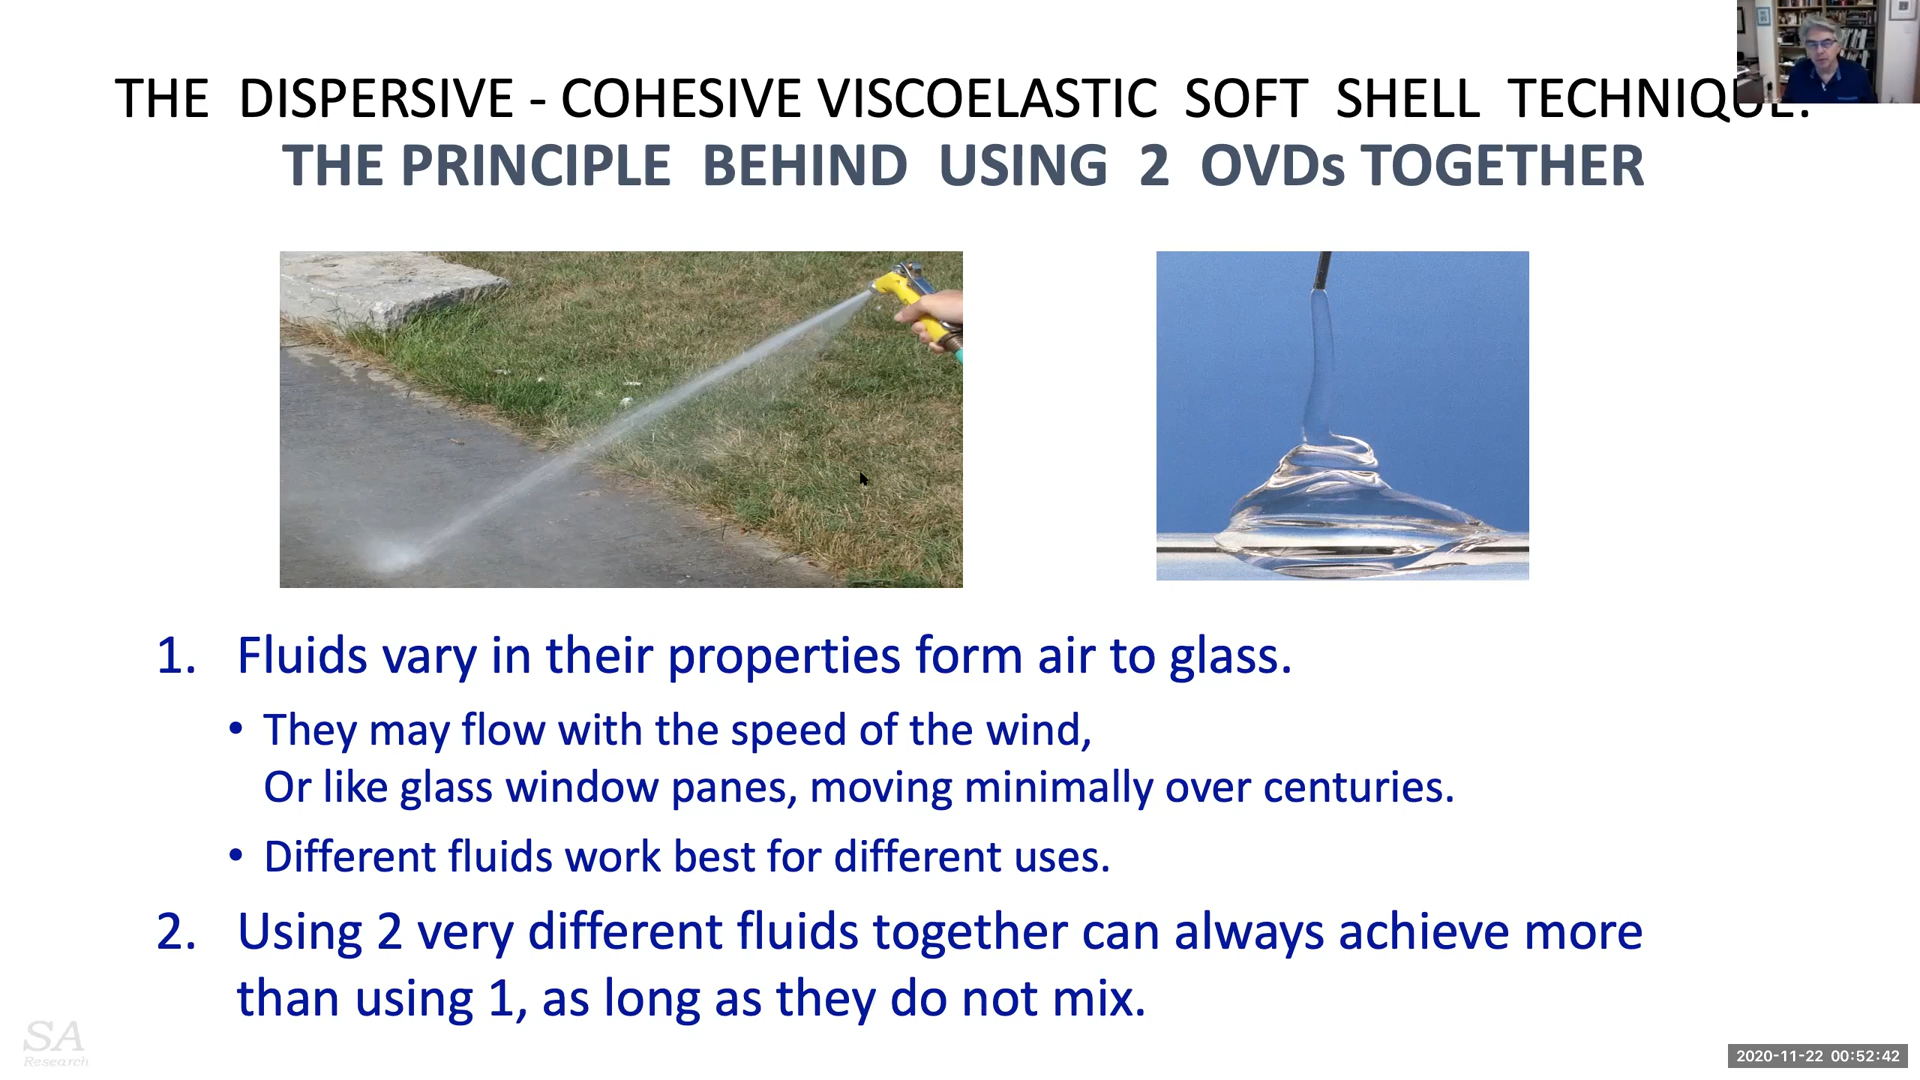 THE DISPERSIVE - COHESIVE VISCOELASTIC SOFT SHELL TECHNIQUE:
THE PRINCIPLE BEHIND USING 2 OVDs TOGETHER
1. Fluids vary in their properties form air to glass.
• They may flow with the speed of the wind,
Or like glass window panes, moving minimally over centuries.
• Different fluids work best for different uses.
2. Using 2 very different fluids together can always achieve more
than using 1, as long as they do not mix.
SA
Research
2020-11-22 00:52:42